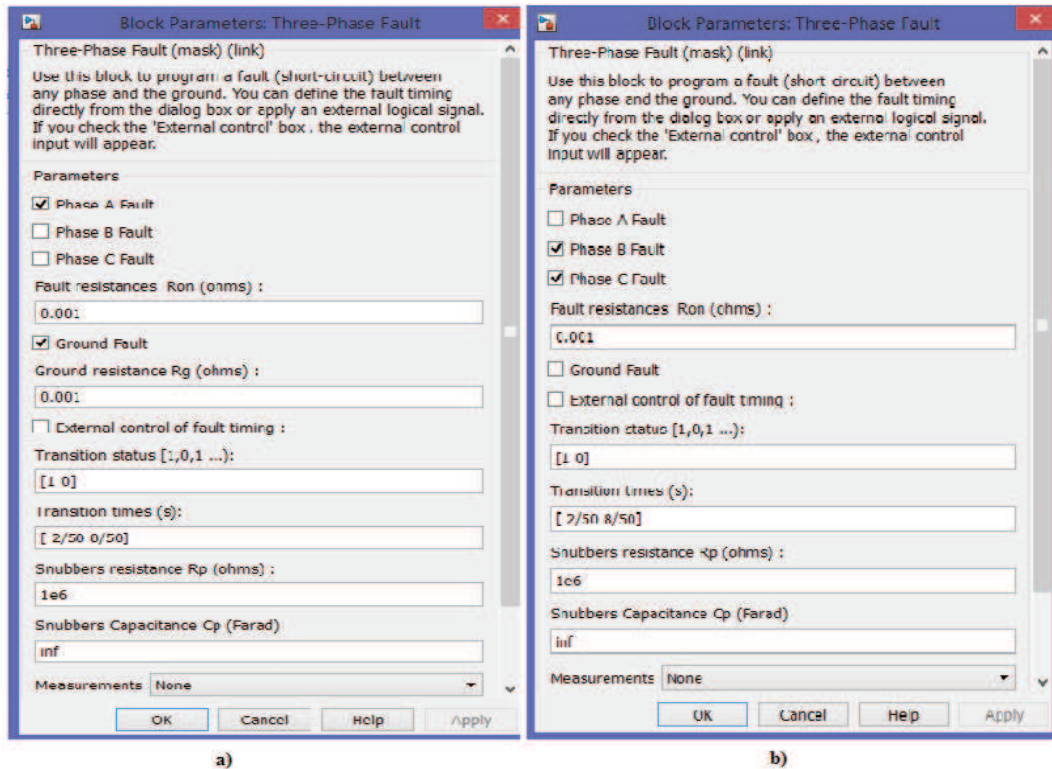 Block Parameters: Three-Phase Fault
Three-Phase Fault (mask) (link)
Use this block to program a fault (short-circuit) between
any phase and the ground. You can define the fault timing
directly from the dialog box or apply an external logical signal.
If you check the 'External control' box , the external control
input will appear.
Parameters
Phase A Fault
Phase B Fault
Phase C Fault
Fault resistances Ron (ohms) :
0.001
Ground Fault
Ground resistance Rg (ohms) :
0.001
External control of fault timing :
Transition status [1,0,1 ...):
[1 0]
Transition times (s):
[ 2/50
Snubbers resistance Rp (ohms) :
1e6
Snubbers Capacitance Cp (Farad)
inf
Measurements None
OK Cancel Help Apply
a)
Block Parameters: Three-Phase Fault
Three-Phase Fault (mask) (link)
Use this block to program a fault (short-circuit) between
any phase and the ground. You can define the fault timing
directly from the dialog box or apply an external logical signal.
If you check the 'External control' box , the external control
input will appear.
Parameters
Phase A Fault
Phase B Fault
Phase C Fault
Fault resistances Ron (ohms) :
0.001
Ground Fault
External control of fault timing :
Transition status [1,0,1 ...):
[1 0]
Transition times (s):
[ 2/50 8/50]
Snubbers resistance Rp (ohms) :
1e6
Snubbers Capacitance Cp (Farad)
inf
Measurements None
OK Cancel Help Apply
b)